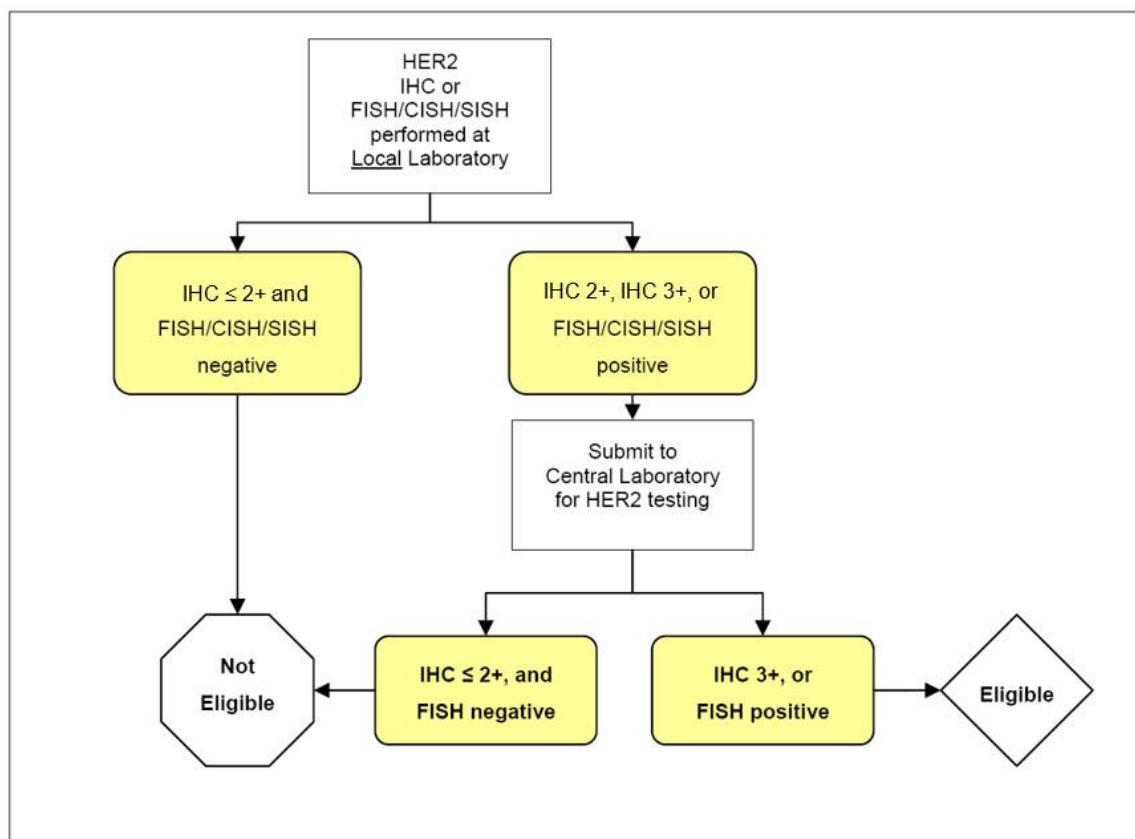 HER2
IHC or
FISH/CISH/SISH
performed at
Local Laboratory
IHC ≤ 2+ and
FISH/CISH/SISH
negative
IHC 2+, IHC 3+, or
FISH/CISH/SISH
positive
Submit to
Central Laboratory
for HER2 testing
Not
Eligible
IHC ≤ 2+, and
FISH negative
IHC 3+, or
FISH positive
Eligible